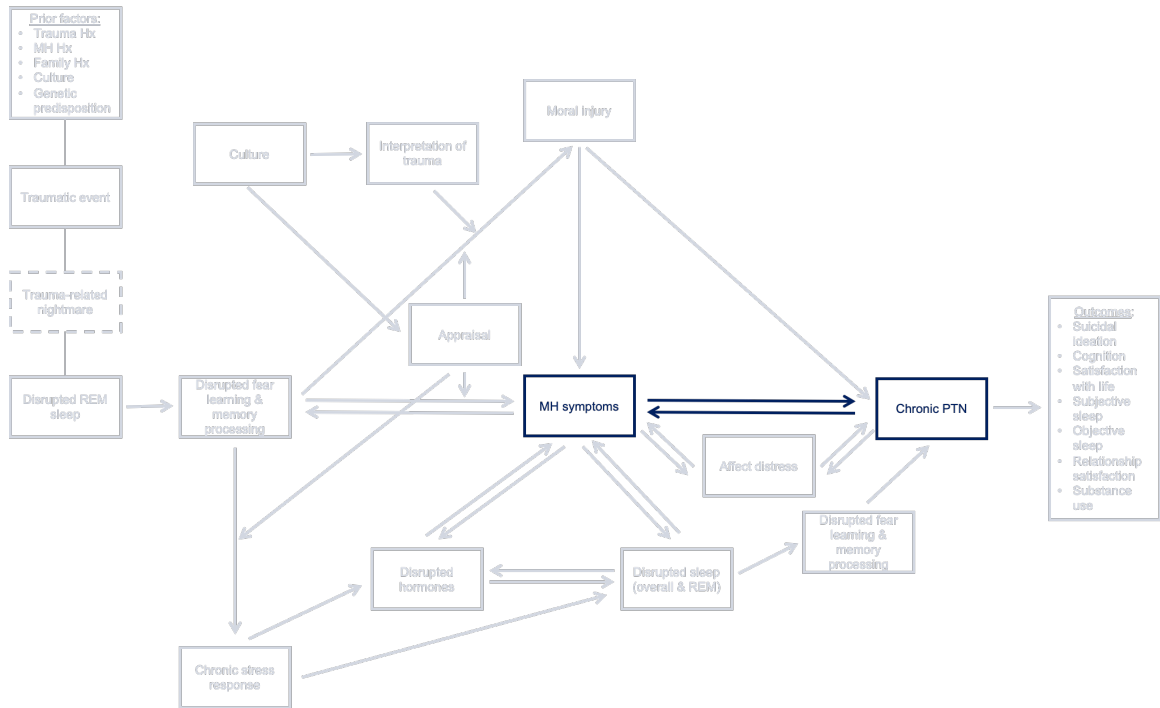 Prior factors:
• Trauma Hx
• MH Hx
• Family Hx
• Culture
• Genetic
predisposition
Moral Injury
Culture
Interpretation of
trauma
Traumatic event
Trauma-related
nightmare
Appraisal
Disrupted REM
sleep
Disrupted fear
learning &
memory
processing
MH symptoms
Chronic PTN
Outcomes:
• Suicidal
ideation
• Cognition
• Satisfaction
with life
• Subjective
sleep
• Objective
sleep
• Relationship
satisfaction
• Substance
use
Affect distress
Disrupted fear
learning &
memory
processing
Disrupted
hormones
Disrupted sleep
(overall & REM)
Chronic stress
response